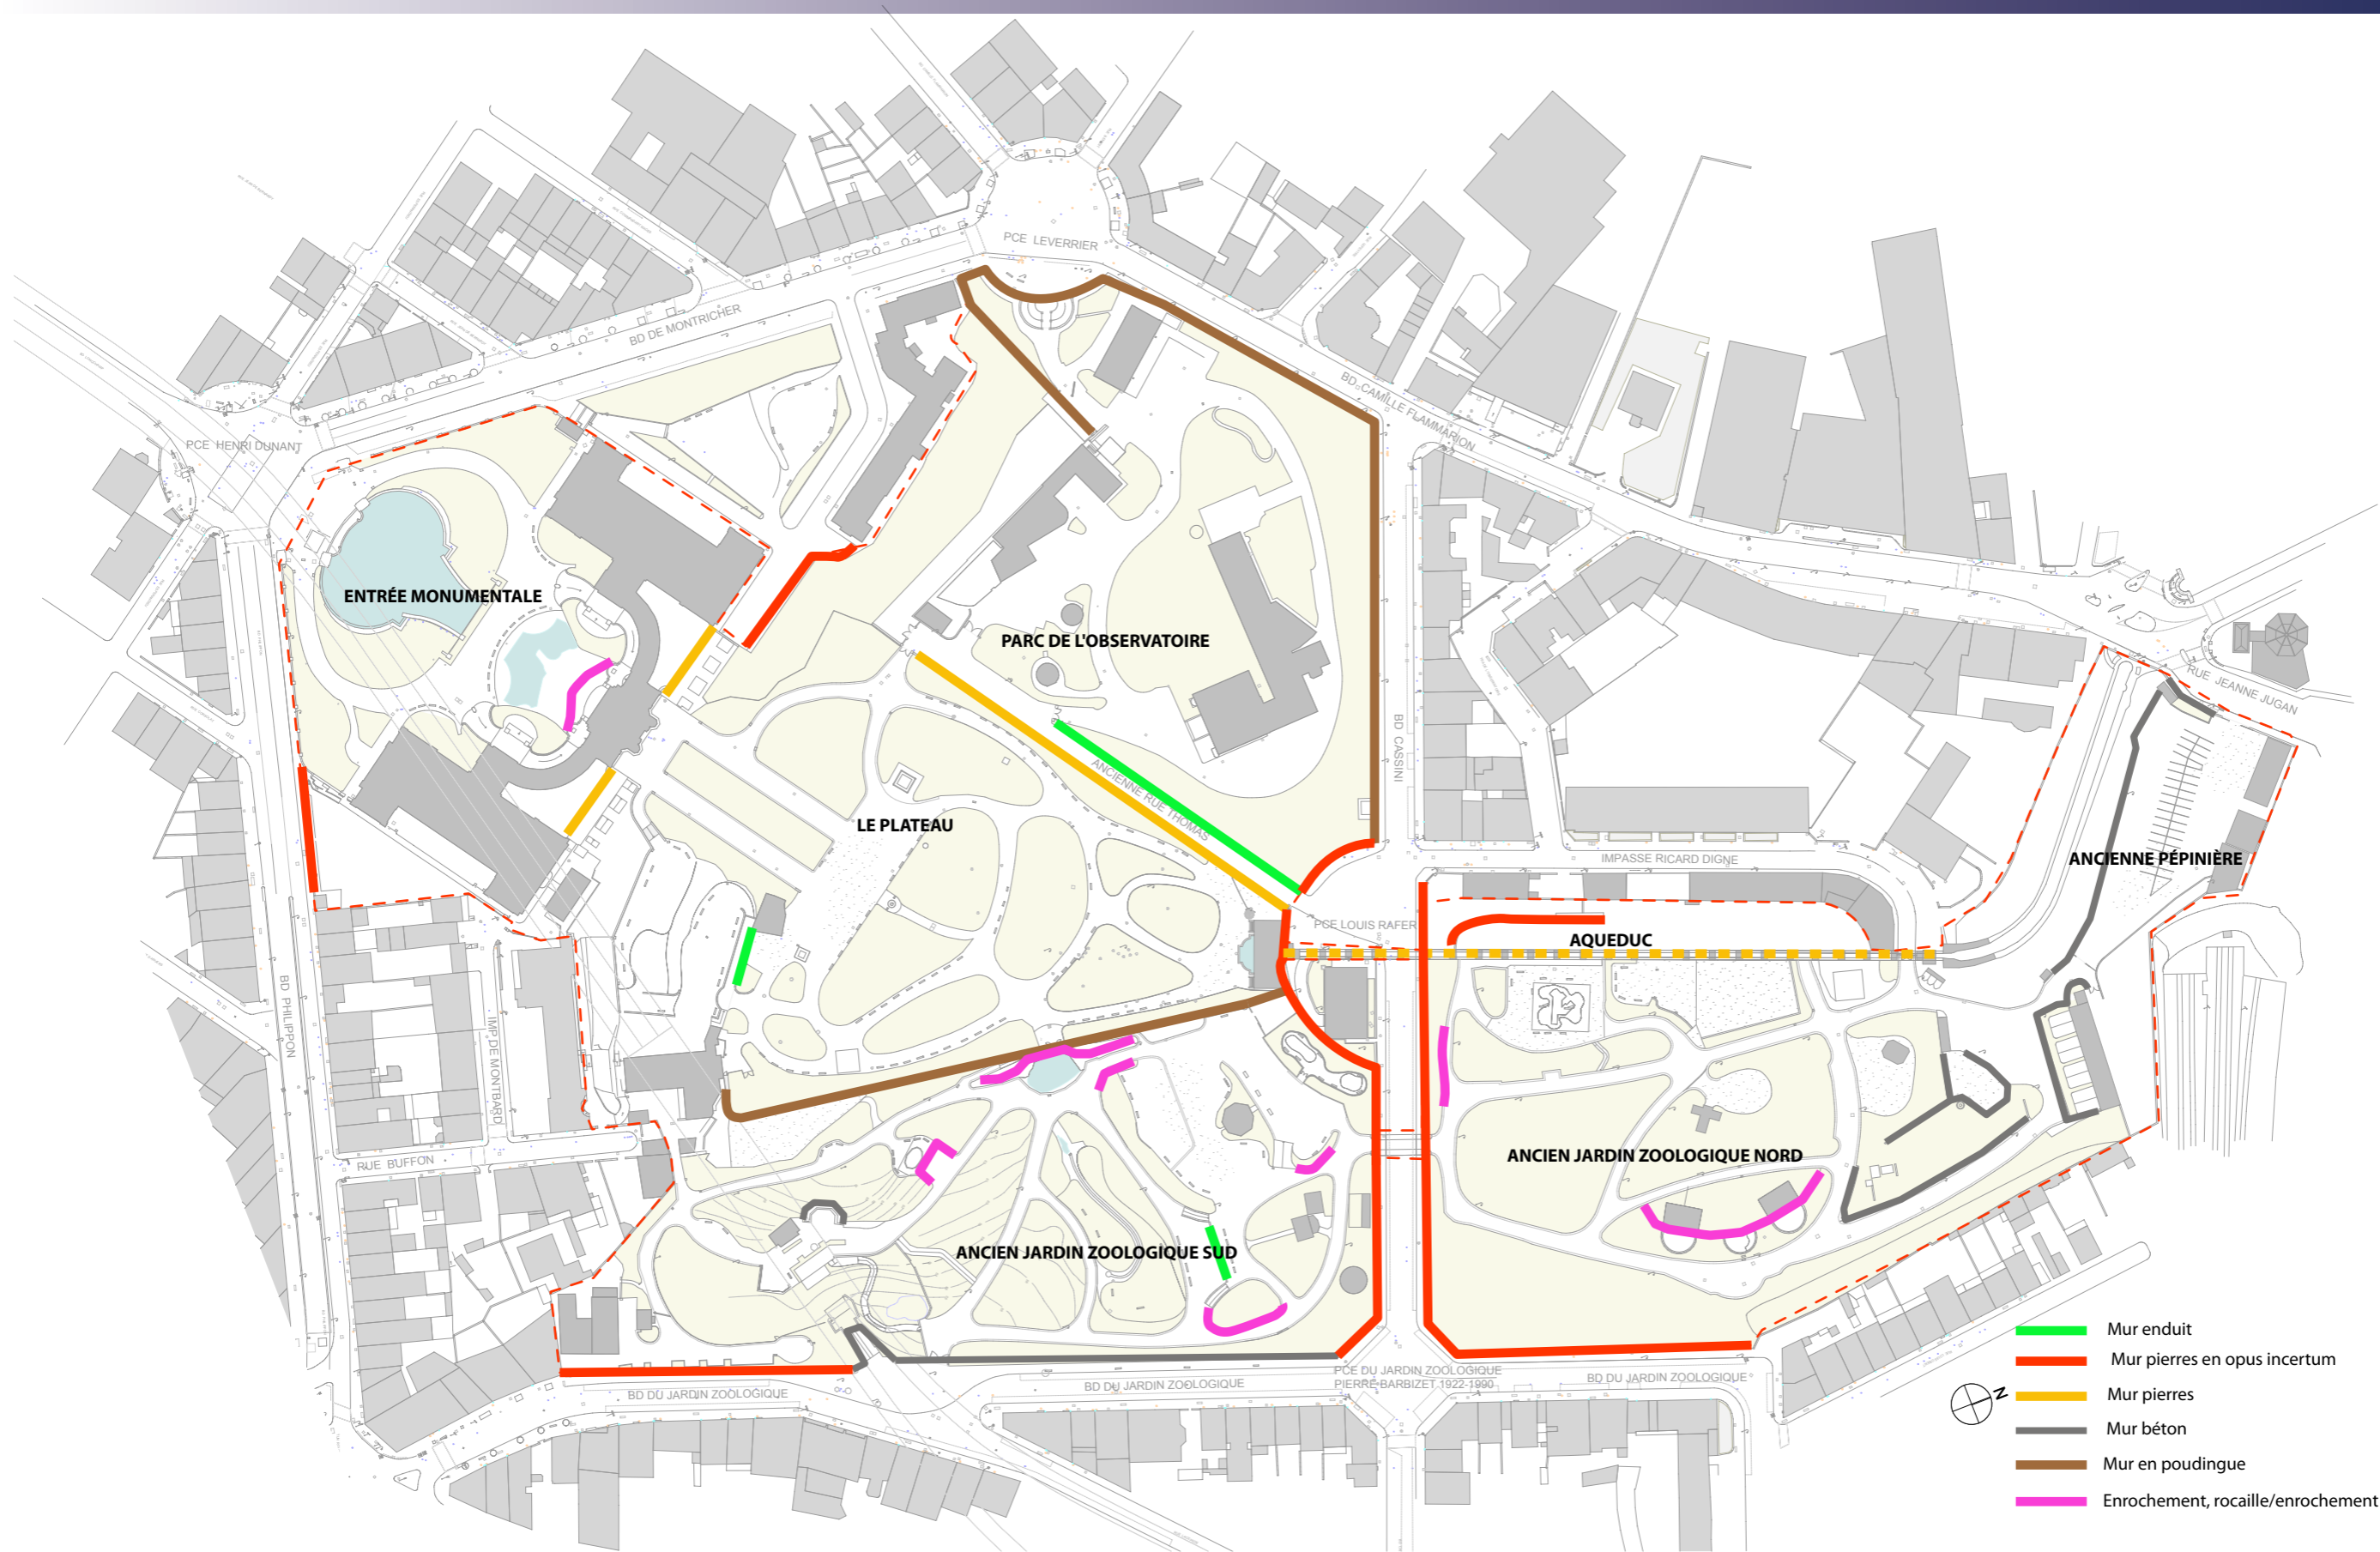 PCE LEVERRIER
BD DE MONTRICHER
BD CAMILLE FLAMMARION
PCE HENRI DUNANT
ENTRÉE MONUMENTALE
PARC DE L'OBSERVATOIRE
RUE JEANNE JUGAN
BD CASSINI
ANCIENNE RUE THOMAS
LE PLATEAU
IMPASSE RICARD DIGNE
ANCIENNE PÉPINIÈRE
PCE LOUIS RAFER
AQUEDUC
BD PHILIPPON
IMP DE MONTBARD
RUE BUFFON
ANCIEN JARDIN ZOOLOGIQUE NORD
ANCIEN JARDIN ZOOLOGIQUE SUD
PCE DU JARDIN ZOOLOGIQUE
PIERRE BARBIZET 1922-1990
BD DU JARDIN ZOOLOGIQUE
BD DU JARDIN ZOOLOGIQUE
BD DU JARDIN ZOOLOGIQUE
Mur enduit
Mur pierres en opus incertum
N
Mur pierres
Mur béton
Mur en poudingue
Enrochement, rocaille/enrochement